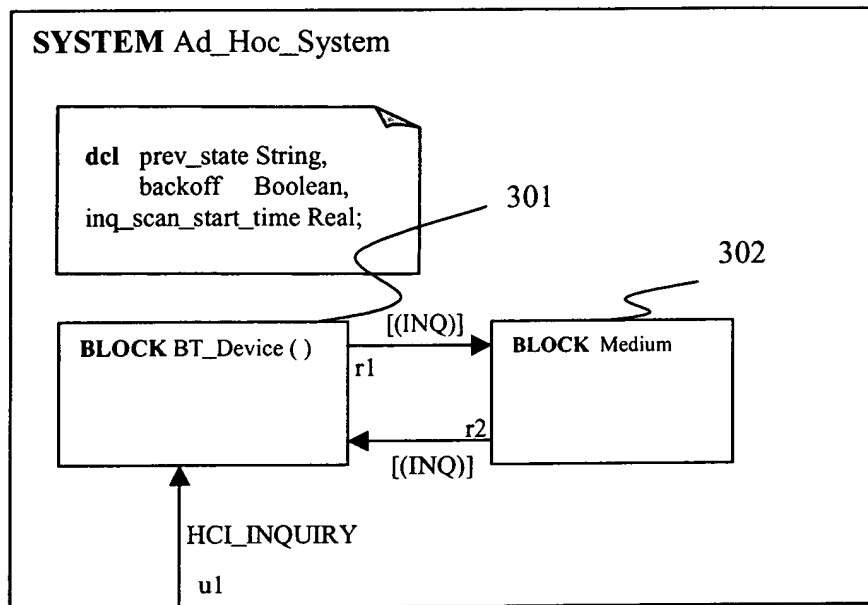 SYSTEM Ad_Hoc_System
dcl prev_state String,
backoff Boolean,
inq_scan_start_time Real;
301
302
[(INQ)]
BLOCK BT_Device ( )
BLOCK Medium
r1
r2
[(INQ)]
HCI_INQUIRY
u1